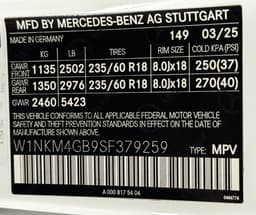 MFD BY MERCEDES-BENZ AG STUTTGART
MADE IN GERMANY 149 03/25
KG LB TIRES RIM SIZE COLD KPA(PSI)
GAWR FRONT 1135 2502 235/60 R18 8.0Jx18 250(37)
GAWR REAR 1350 2976 235/60 R18 8.0Jx18 270(40)
GVWR 2460 5423
THIS VEHICLE CONFORMS TO ALL APPLICABLE FEDERAL MOTOR VEHICLE
SAFETY AND THEFT PREVENTION STANDARDS IN EFFECT ON THE
DATE OF MANUFACTURE SHOWN ABOVE.
W1NKM4GB9SF379259 TYPE: MPV
A 000 817 54 04